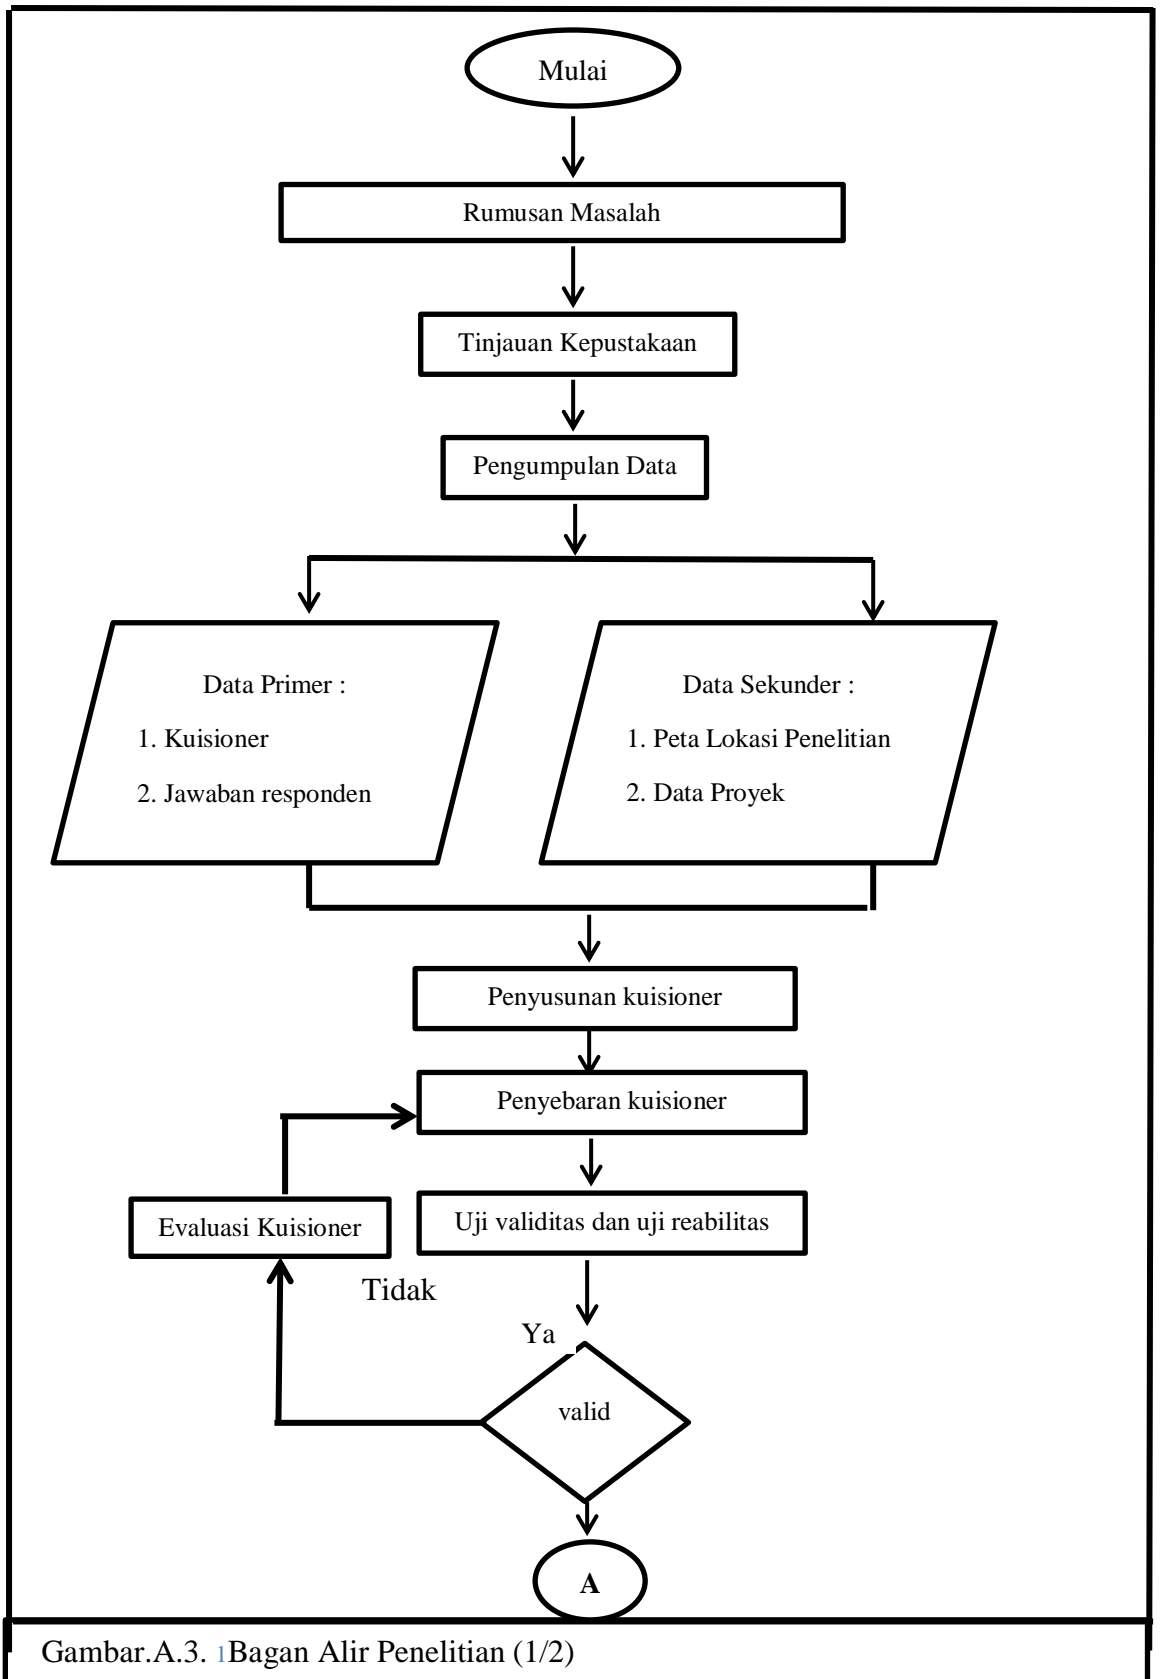 Mulai
Rumusan Masalah
Tinjauan Kepustakaan
Pengumpulan Data
Data Primer :
1. Kuisioner
2. Jawaban responden
Data Sekunder :
1. Peta Lokasi Penelitian
2. Data Proyek
Penyusunan kuisioner
Penyebaran kuisioner
Evaluasi Kuisioner
Uji validitas dan uji reabilitas
Tidak
Ya
valid
A
Gambar.A.3. 1Bagan Alir Penelitian (1/2)